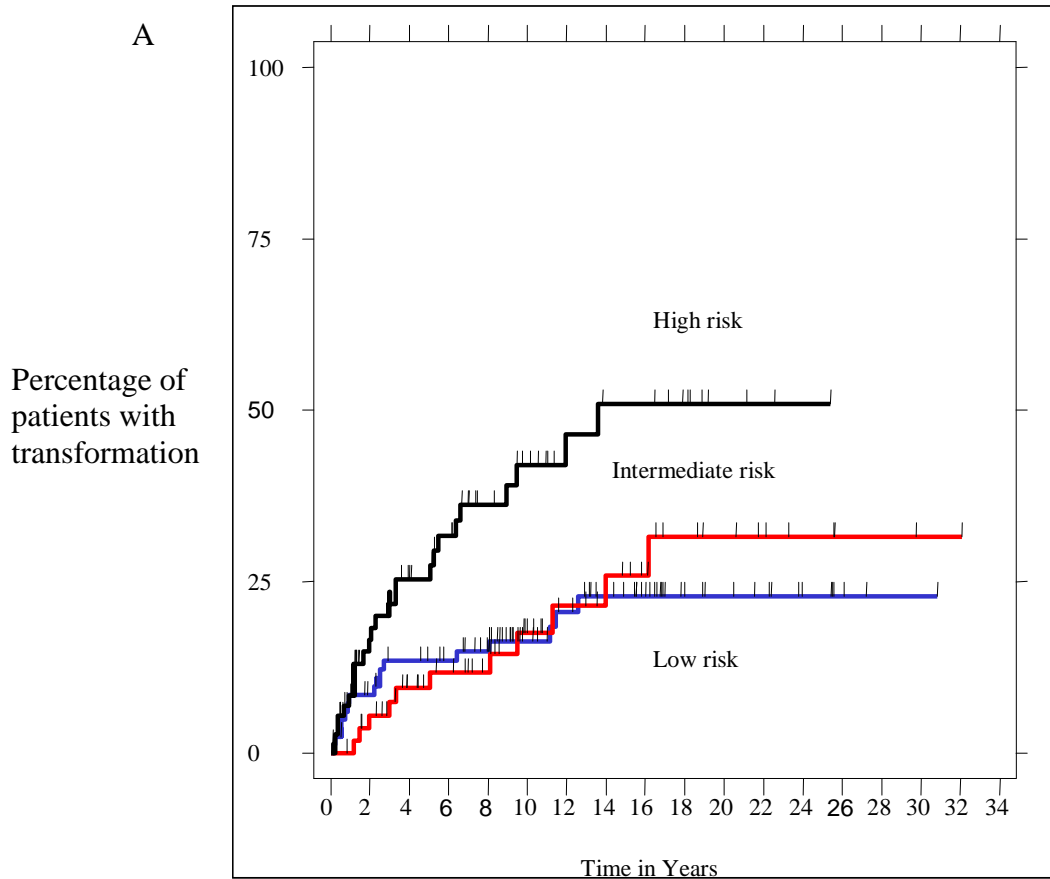 A
100
75
High risk
Percentage of
patients with
transformation
50
Intermediate risk
25
Low risk
0
0 2 4 6 8 10 12 14 16 18 20 22 24 26 28 30 32 34
Time in Years